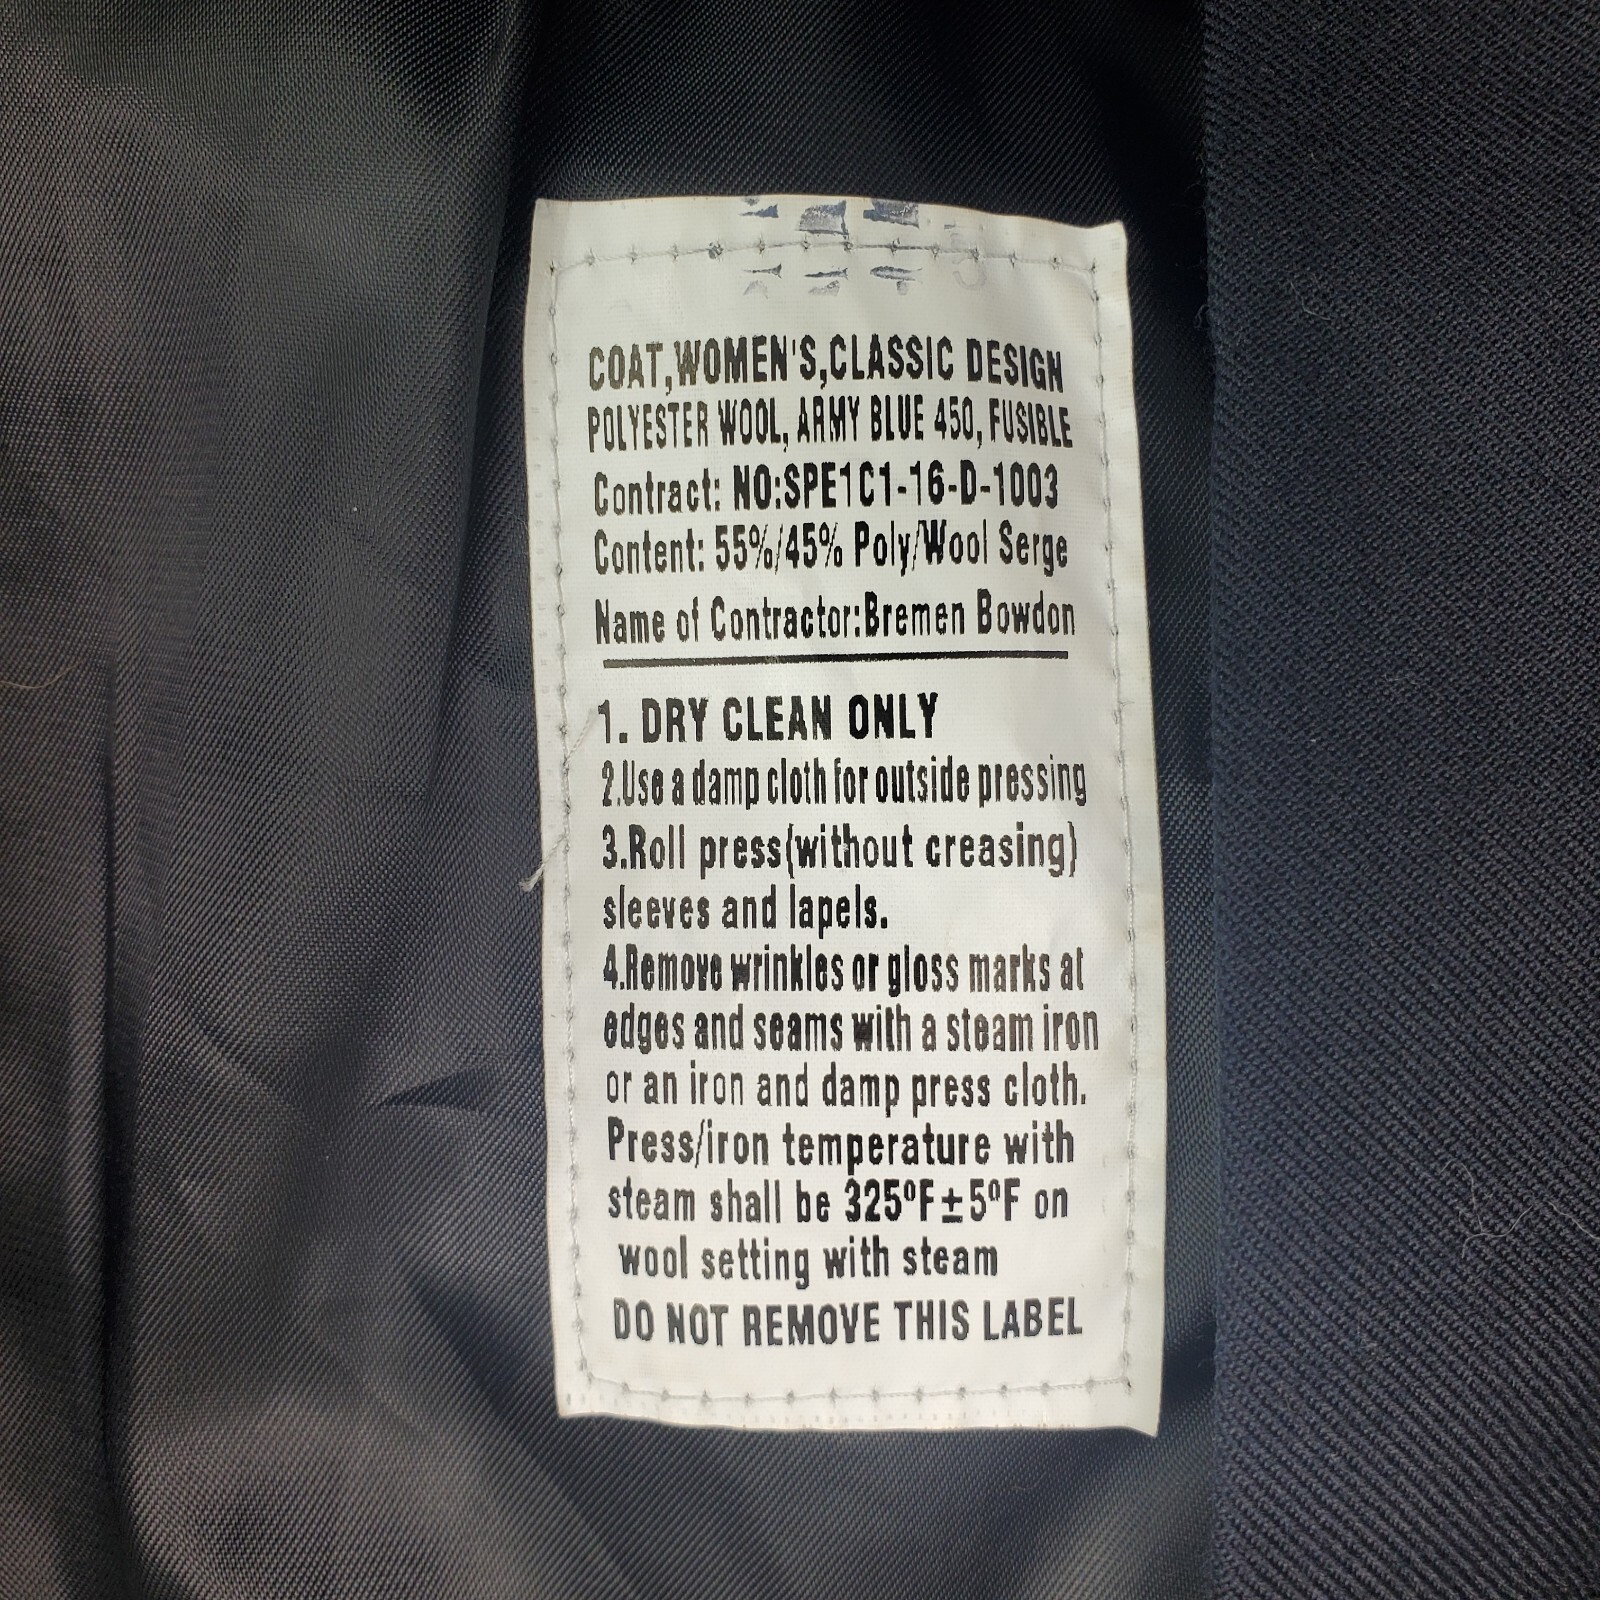 COAT,WOMEN'S,CLASSIC DESIGN
POLYESTER WOOL, ARMY BLUE 450, FUSIBLE
Contract: NO:SPE1C1-16-D-1003
Content: 55%/45% Poly/Wool Serge
Name of Contractor:Bremen Bowdon
1. DRY CLEAN ONLY
2.Use a damp cloth for outside pressing
3.Roll press(without creasing)
sleeves and lapels.
4.Remove wrinkles or gloss marks at
edges and seams with a steam iron
or an iron and damp press cloth.
Press/iron temperature with
steam shall be 325ºF±5ºF on
wool setting with steam
DO NOT REMOVE THIS LABEL